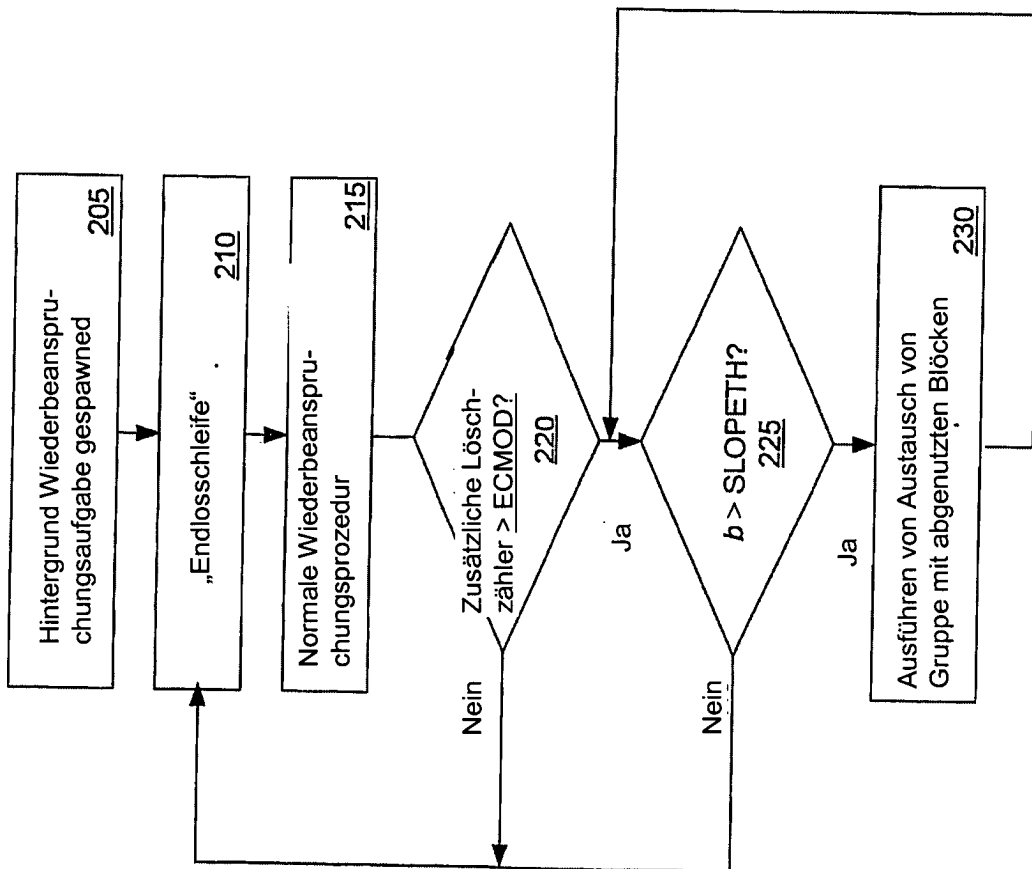 Hintergrund Wiederbeanspru-
chungsaufgabe gespawned
205
„Endlosschleife“
210
Normale Wiederbeanspru-
chungsprozedur
215
Zusätzliche Lösch-
zähler > ECMOD?
220
Nein
Ja
b > SLOPETH?
225
Nein
Ja
Ausführen von Austausch von
Gruppe mit abgenutzten Blöcken
230